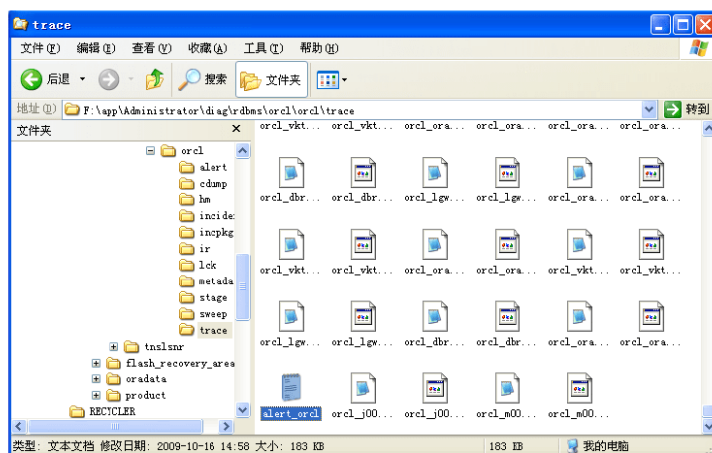 trace
文件(F) 编辑(E) 查看(V) 收藏(A) 工具(T) 帮助(H)
后退 搜索 文件夹
地址(D) F:\app\Administrator\diag\rdbms\orcl\orcl\trace 转到
文件夹
orcl
alert
cdump
hm
incide
incpkg
ir
lck
metada
stage
sweep
trace
tnslsnr
flash_recovery_area
oradata
product
RECYCLER
orcl_vkt... orcl_vkt... orcl_ora... orcl_ora... orcl_ora... orcl_ora...
orcl_dbr... orcl_dbr... orcl_lgw... orcl_lgw... orcl_ora... orcl_ora...
orcl_vkt... orcl_vkt... orcl_ora... orcl_ora... orcl_vkt... orcl_vkt...
orcl_lgw... orcl_lgw... orcl_dbr... orcl_dbr... orcl_ora... orcl_ora...
alert_orcl orcl_j00... orcl_j00... orcl_m00... orcl_m00...
类型: 文本文档 修改日期: 2009-10-16 14:58 大小: 183 KB 183 KB 我的电脑